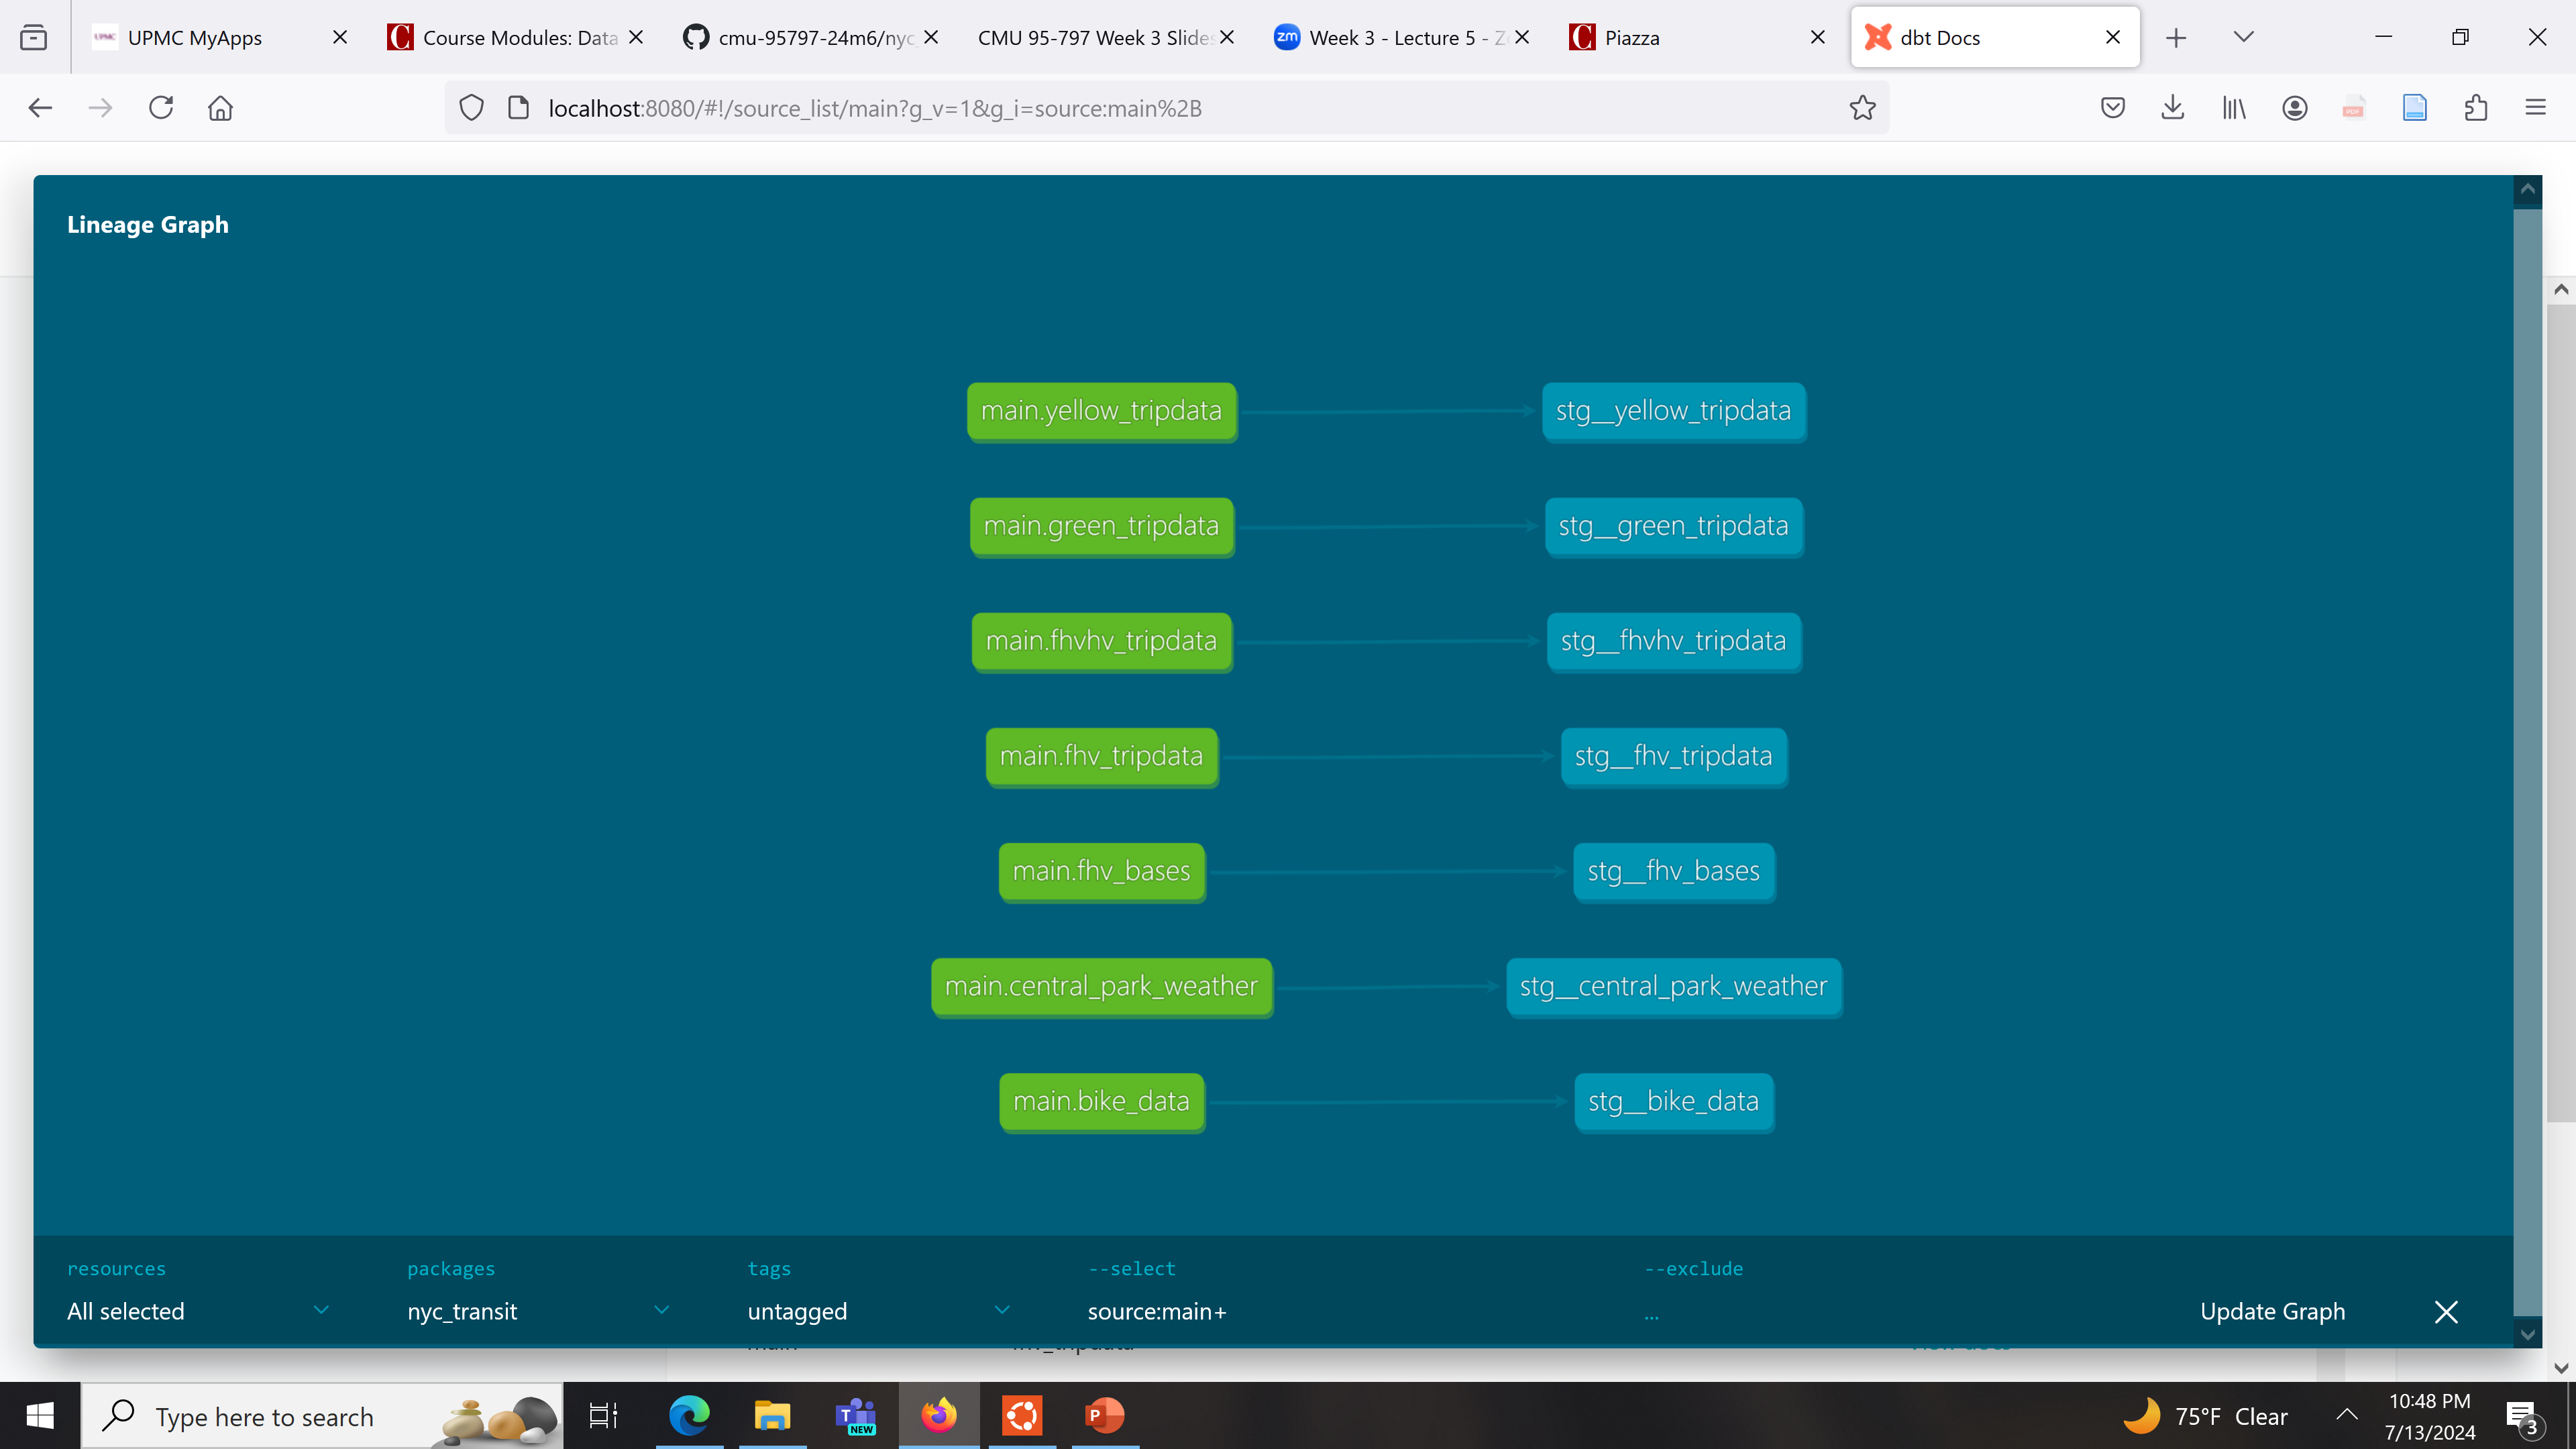 UPMC MyApps
Course Modules: Data
cmu-95797-24m6/nyc_
CMU 95-797 Week 3 Slides
Week 3 - Lecture 5 - Zo
Piazza
dbt Docs
localhost:8080/#!/source_list/main?g_v=1&g_i=source:main%2B
Lineage Graph
main.yellow_tripdata stg__yellow_tripdata
main.green_tripdata stg__green_tripdata
main.fhvhv_tripdata stg__fhvhv_tripdata
main.fhv_tripdata stg__fhv_tripdata
main.fhv_bases stg__fhv_bases
main.central_park_weather stg__central_park_weather
main.bike_data stg__bike_data
resources packages tags --select --exclude
All selected nyc_transit untagged source:main+ ... Update Graph
Type here to search
NEW
75°F Clear
10:48 PM
7/13/2024
3